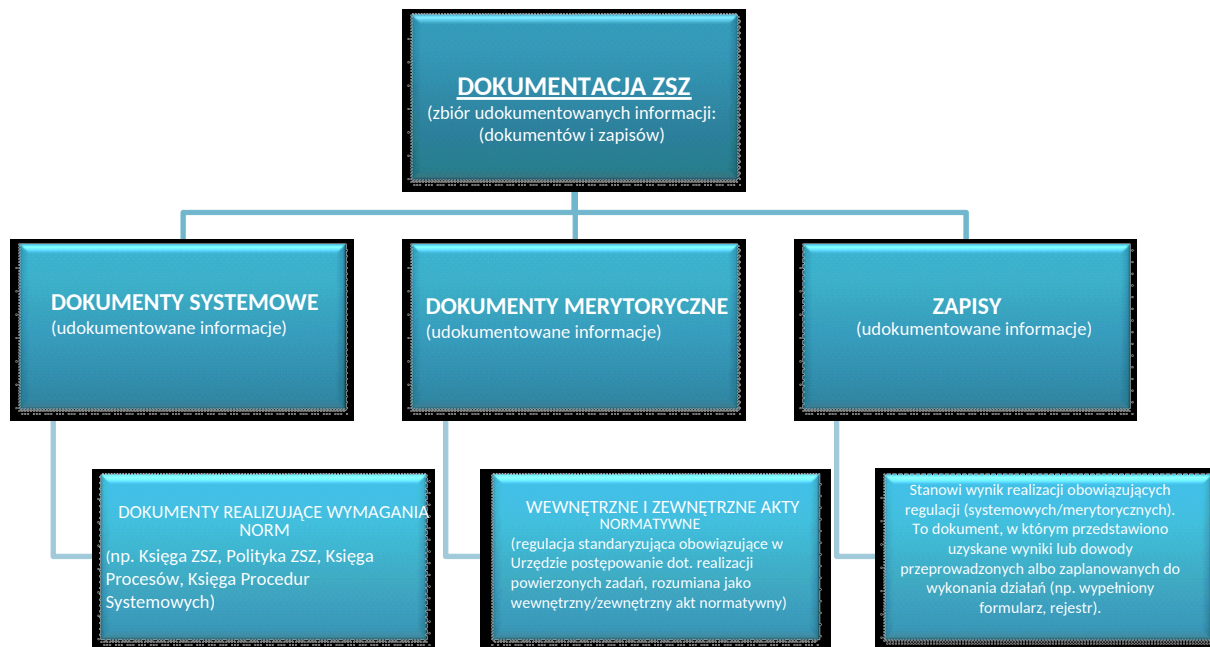 DOKUMENTACJA ZSZ
(zbiór udokumentowanych informacji:
(dokumentów i zapisów)
DOKUMENTY SYSTEMOWE
(udokumentowane informacje)
DOKUMENTY MERYTORYCZNE
(udokumentowane informacje)
ZAPISY
(udokumentowane informacje)
DOKUMENTY REALIZUJĄCE WYMAGANIA
NORM
(np. Księga ZSZ, Polityka ZSZ, Księga
Procesów, Księga Procedur
Systemowych)
WEWNĘTRZNE I ZEWNĘTRZNE AKTY
NORMATYWNE
(regulacja standaryzująca obowiązujące w
Urzędzie postępowanie dot. realizacji
powierzonych zadań, rozumiana jako
wewnętrzny/zewnętrzny akt normatywny)
Stanowi wynik realizacji obowiązujących
regulacji (systemowych/merytorycznych).
To dokument, w którym przedstawiono
uzyskane wyniki lub dowody
przeprowadzonych albo zaplanowanych do
wykonania działań (np. wypełniony
formularz, rejestr).